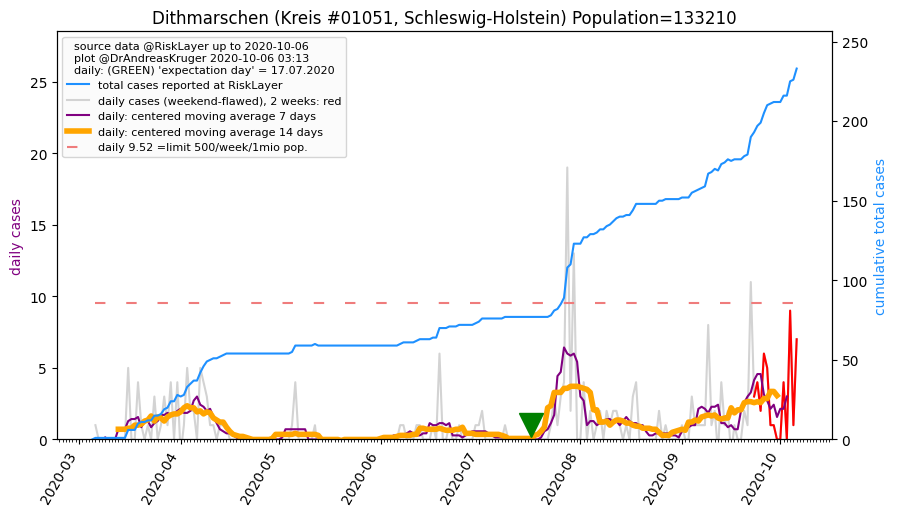 Dithmarschen (Kreis #01051, Schleswig-Holstein) Population=133210
source data @RiskLayer up to 2020-10-06
plot @DrAndreasKruger 2020-10-06 03:13
daily: (GREEN) 'expectation day' = 17.07.2020
total cases reported at RiskLayer
daily cases (weekend-flawed), 2 weeks: red
daily: centered moving average 7 days
daily: centered moving average 14 days
daily 9.52 =limit 500/week/1mio pop.
daily cases
25
20
15
10
5
0
cumulative total cases
250
200
150
100
50
0
2020-03
2020-04
2020-05
2020-06
2020-07
2020-08
2020-09
2020-10